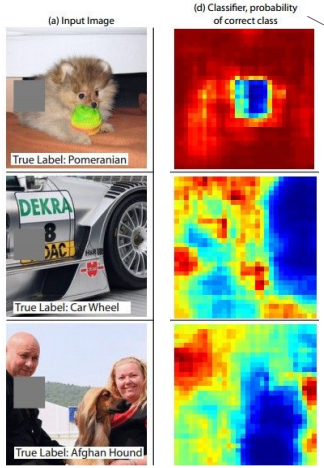 (a) Input Image
(d) Classifier, probability
of correct class
True Label: Pomeranian
DEKRA
8
True Label: Car Wheel
True Label: Afghan Hound